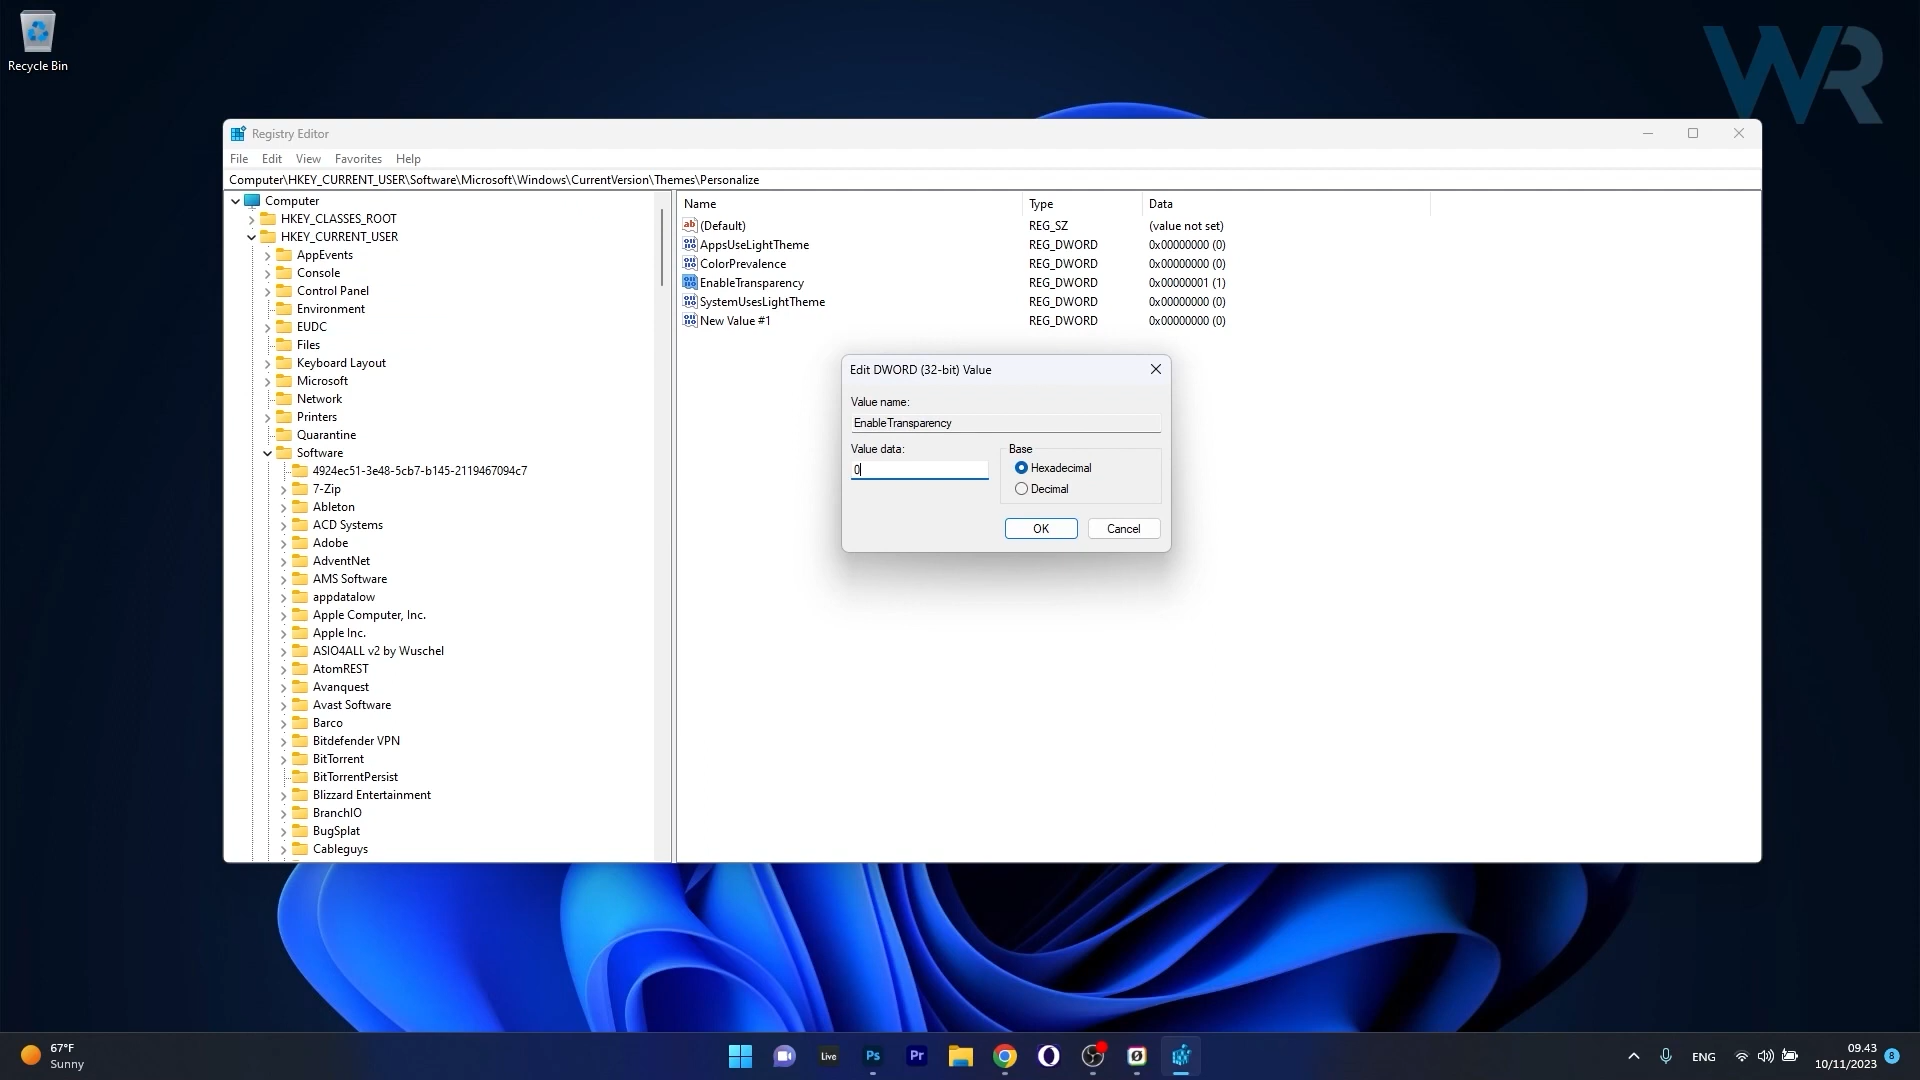 Recycle Bin
WR
Registry Editor
File Edit View Favorites Help
Computer\HKEY_CURRENT_USER\Software\Microsoft\Windows\CurrentVersion\Themes\Personalize
Computer
HKEY_CLASSES_ROOT
HKEY_CURRENT_USER
AppEvents
Console
Control Panel
Environment
EUDC
Files
Keyboard Layout
Microsoft
Network
Printers
Quarantine
Software
4924ec51-3e48-5cb7-b145-2119467094c7
7-Zip
Ableton
ACD Systems
Adobe
AdventNet
AMS Software
appdatalow
Apple Computer, Inc.
Apple Inc.
ASIO4ALL v2 by Wuschel
AtomREST
Avanquest
Avast Software
Barco
Bitdefender VPN
BitTorrent
BitTorrentPersist
Blizzard Entertainment
BranchIO
BugSplat
Cableguys
Name Type Data
(Default) REG_SZ (value not set)
AppsUseLightTheme REG_DWORD 0x00000000 (0)
ColorPrevalence REG_DWORD 0x00000000 (0)
EnableTransparency REG_DWORD 0x00000001 (1)
SystemUsesLightTheme REG_DWORD 0x00000000 (0)
New Value #1 REG_DWORD 0x00000000 (0)
Edit DWORD (32-bit) Value
Value name:
EnableTransparency
Value data: Base
0 Hexadecimal
Decimal
OK Cancel
67°F
Sunny
Live Ps Pr
ENG
09.43
10/11/2023 8